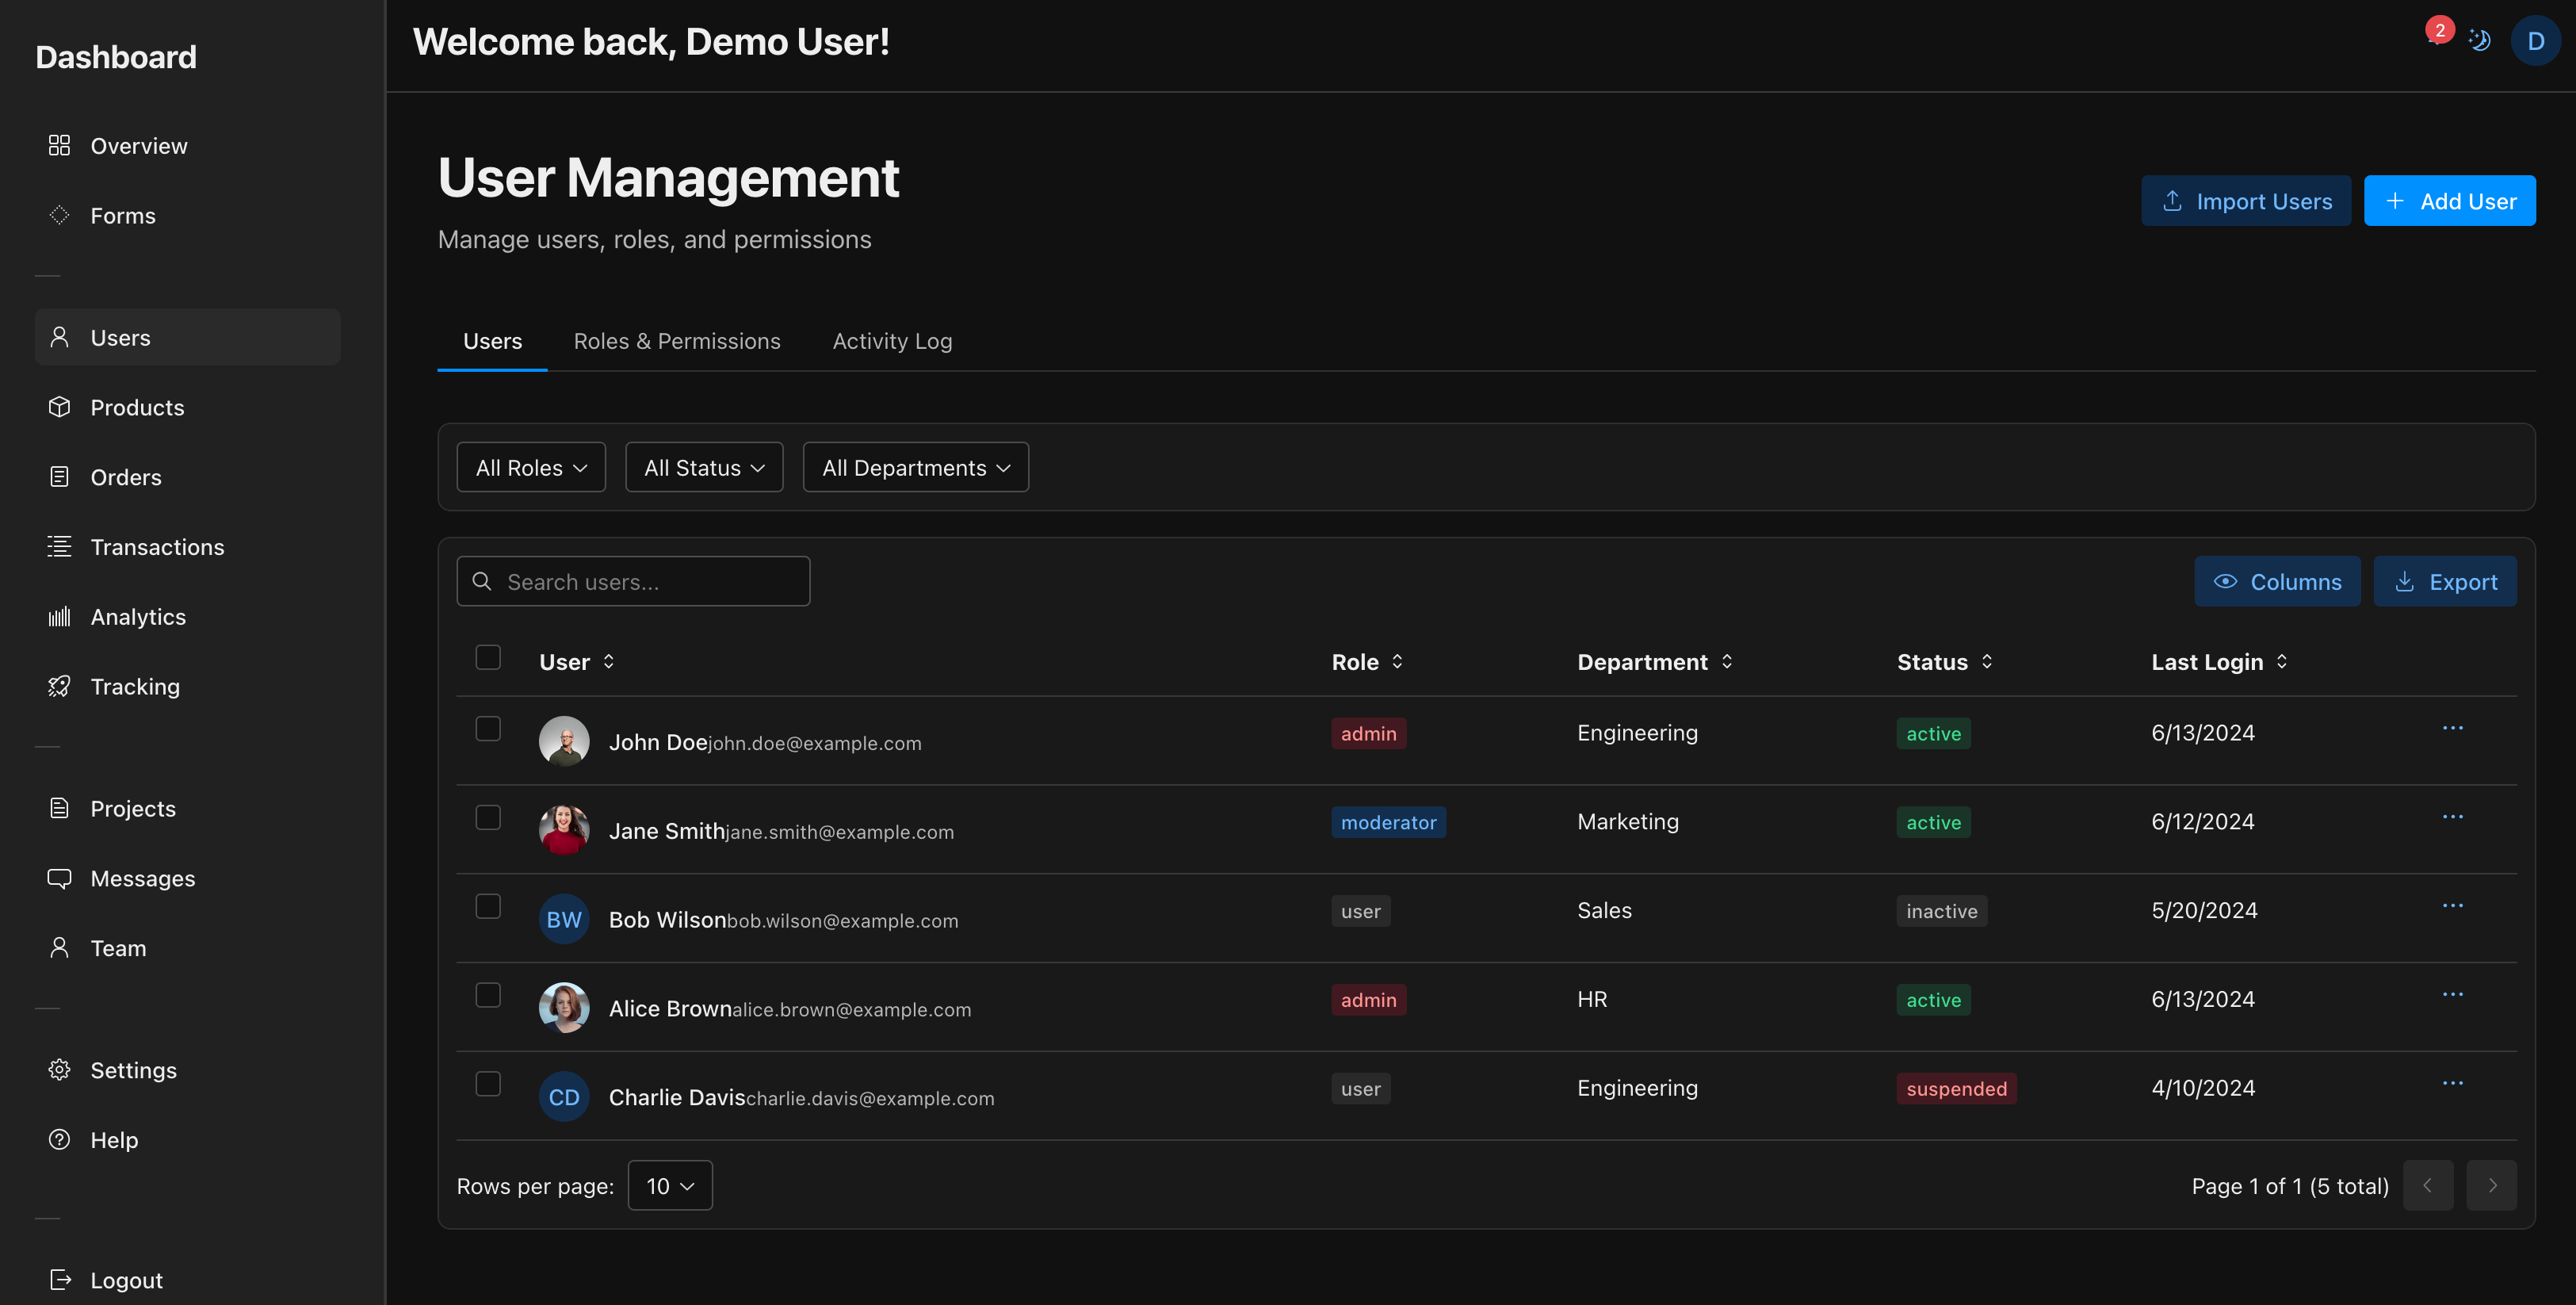 Dashboard
Overview
Forms
Users
Products
Orders
Transactions
Analytics
Tracking
Projects
Messages
Team
Settings
Help
Logout
Welcome back, Demo User!
2
D
User Management
Manage users, roles, and permissions
Import Users
Add User
Users Roles & Permissions Activity Log
All Roles All Status All Departments
Search users...
Columns Export
User Role Department Status Last Login
John Doejohn.doe@example.com admin Engineering active 6/13/2024
Jane Smithjane.smith@example.com moderator Marketing active 6/12/2024
BW Bob Wilsonbob.wilson@example.com user Sales inactive 5/20/2024
Alice Brownalice.brown@example.com admin HR active 6/13/2024
CD Charlie Davischarlie.davis@example.com user Engineering suspended 4/10/2024
Rows per page: 10 Page 1 of 1 (5 total)